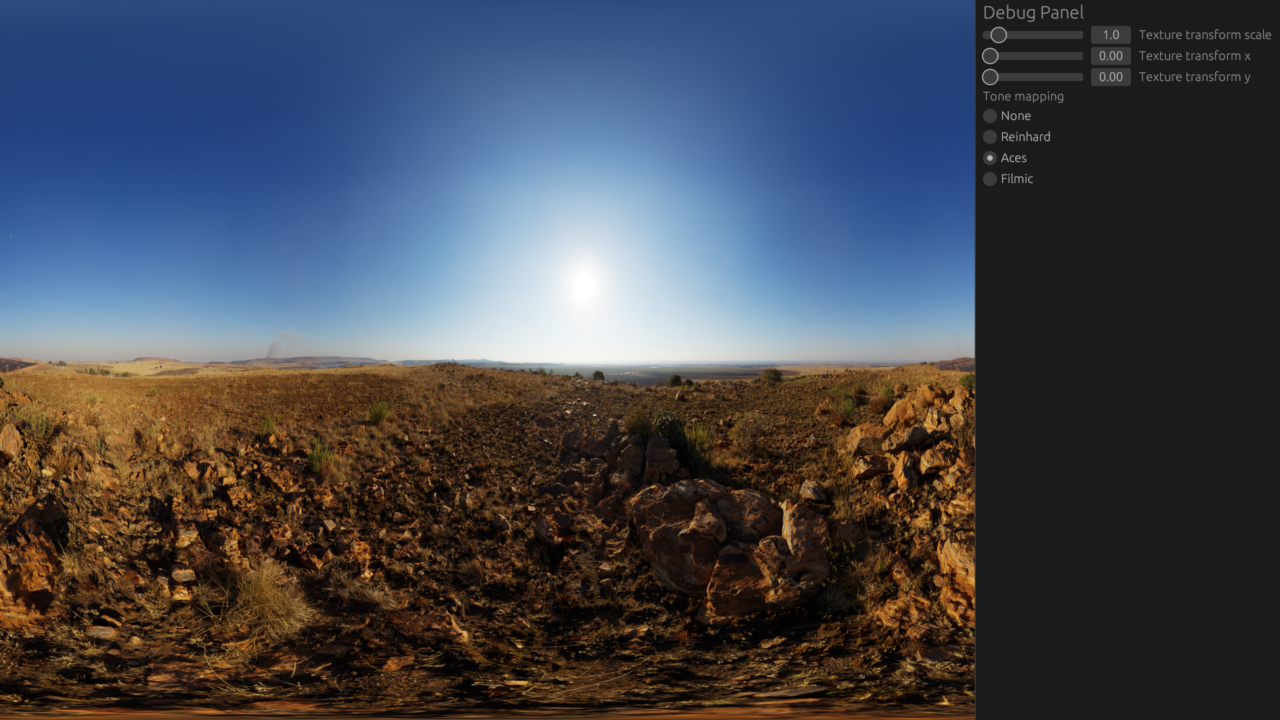 Debug Panel
1.0 Texture transform scale
0.00 Texture transform x
0.00 Texture transform y
Tone mapping
None
Reinhard
Aces
Filmic